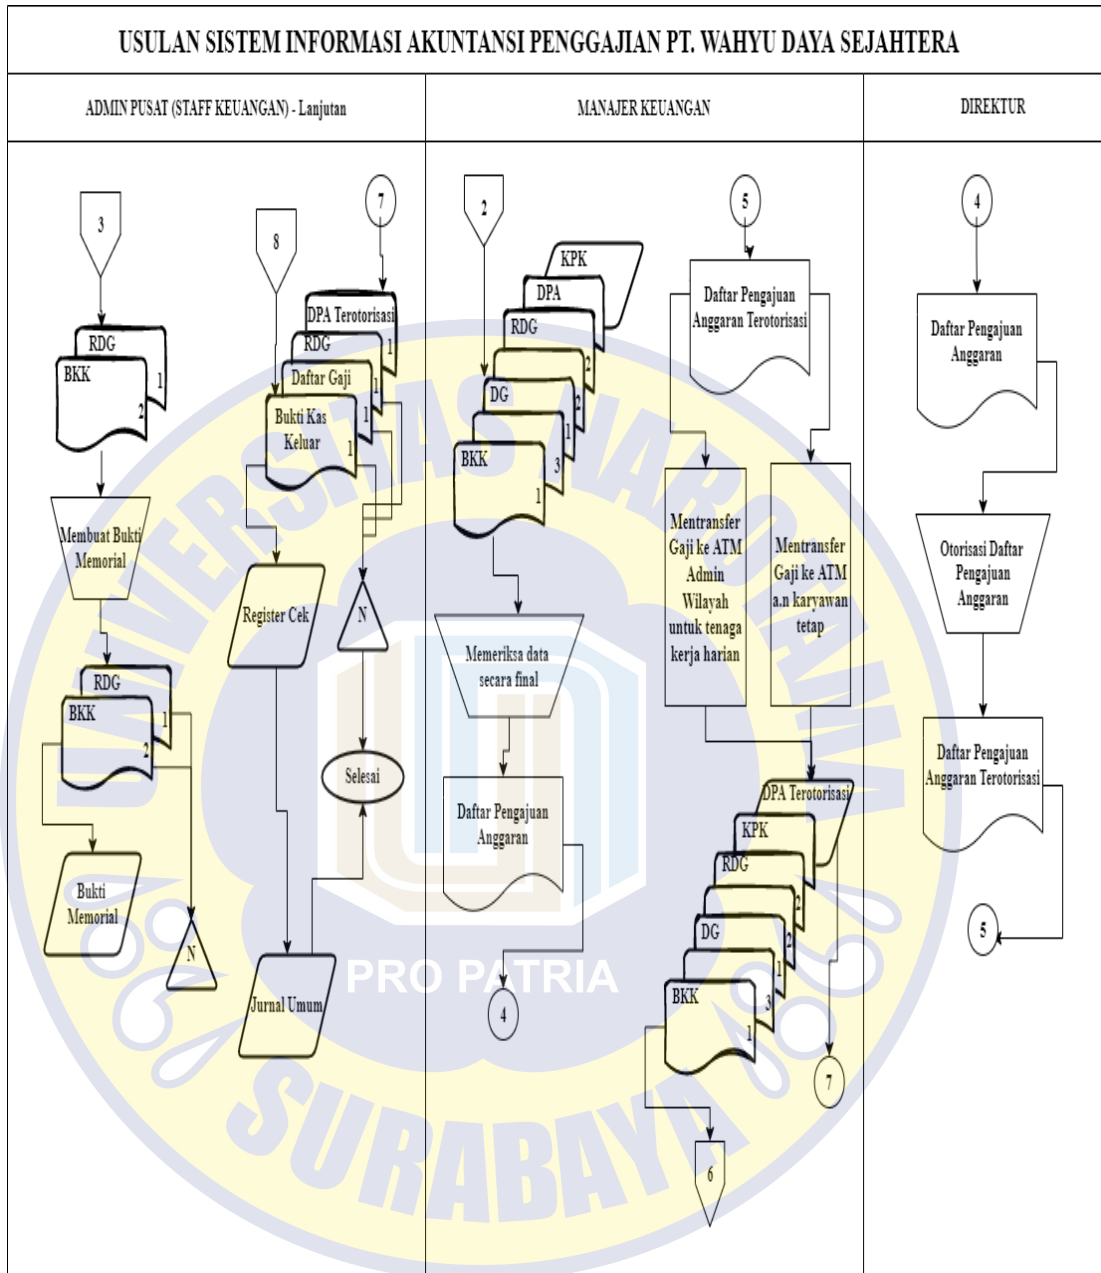 USULAN SISTEM INFORMASI AKUNTANSI PENGGAJIAN PT. WAHYU DAYA SEJAHTERA
ADMIN PUSAT (STAFF KEUANGAN) - Lanjutan
MANAJER KEUANGAN
DIREKTUR
3
RDG
1
BKK
2
Membuat Bukti
Memorial
RDG
1
BKK
2
Bukti
Memorial
N
8
7
DPA Terotorisasi
1
RDG
1
Daftar Gaji
1
Bukti Kas
Keluar
1
Register Cek
N
Selesai
Jurnal Umum
2
KPK
DPA
RDG
2
2
DG
1
3
BKK
1
Memeriksa data
secara final
Daftar Pengajuan
Anggaran
4
5
Daftar Pengajuan
Anggaran Terotorisasi
Mentransfer
Gaji ke ATM
Admin
Wilayah
untuk tenaga
kerja harian
Mentransfer
Gaji ke ATM
a.n karyawan
tetap
DPA Terotorisasi
KPK
RDG
2
2
DG
1
3
BKK
1
7
6
4
Daftar Pengajuan
Anggaran
Otorisasi Daftar
Pengajuan
Anggaran
Daftar Pengajuan
Anggaran Terotorisasi
5
UNIVERSITAS NAROTAMA
PRO PATRIA
SURABAYA